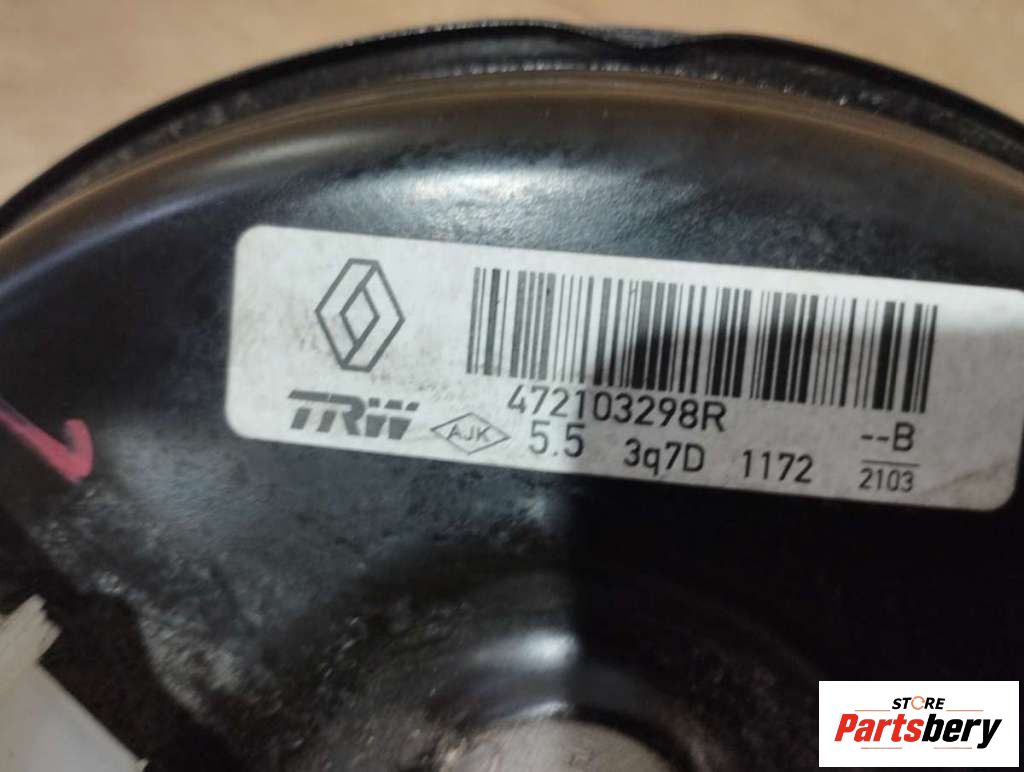 472103298R
--B
TRW AJK 5.5 3q7D 1172 2103
STORE
Partsbery